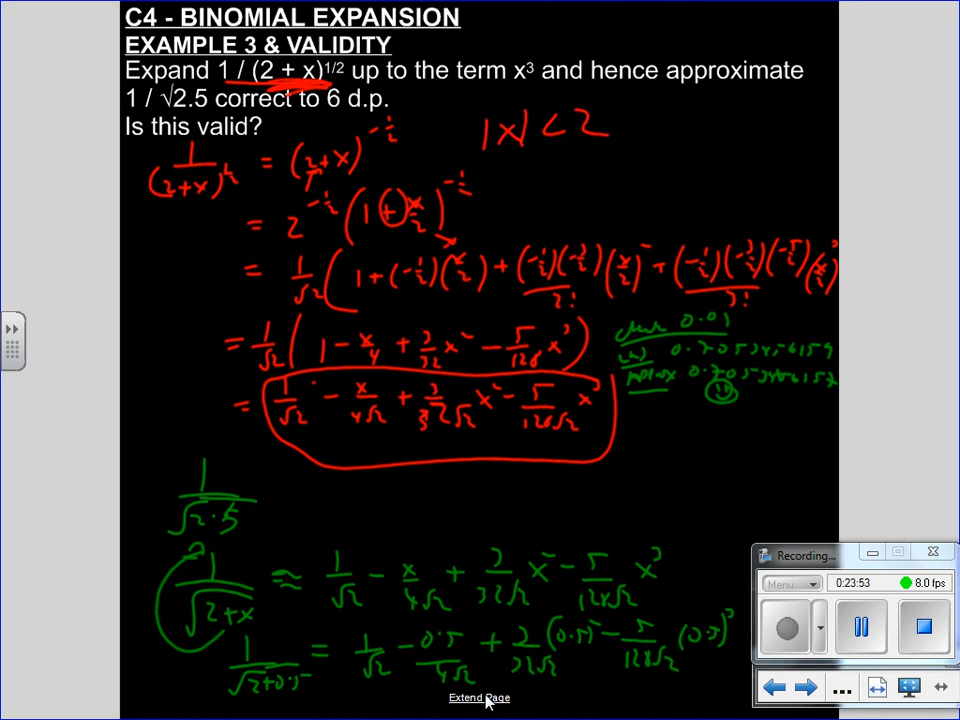 C4 - BINOMIAL EXPANSION
EXAMPLE 3 & VALIDITY
Expand 1 / (2 + x)^1/2 up to the term x³ and hence approximate
1 / √2.5 correct to 6 d.p.
Is this valid?
|x| < 2
1/(2+x)^½ = (2+x)^-½
= 2^-½ (1 + x/2)^-½
= 1/√2 (1 + (-½)(x/2) + (-½)(-3/2)/2! (x/2)² + (-½)(-3/2)(-5/2)/3! (x/2)³
= 1/√2 (1 - x/4 + 3/32 x² - 5/128 x³)
= 1/√2 - x/4√2 + 3/32√2 x² - 5/128√2 x³
check 0.01
1/√2.5
1/√2+x ≈ 1/√2 - x/4√2 + 3/32√2 x² - 5/128√2 x³
1/√2+0.5 = 1/√2 - 0.5/4√2 + 3/32√2 (0.5)² - 5/128√2 (0.5)³
Extend Page
Recording...
Menu
0:23:53
8.0 fps
...